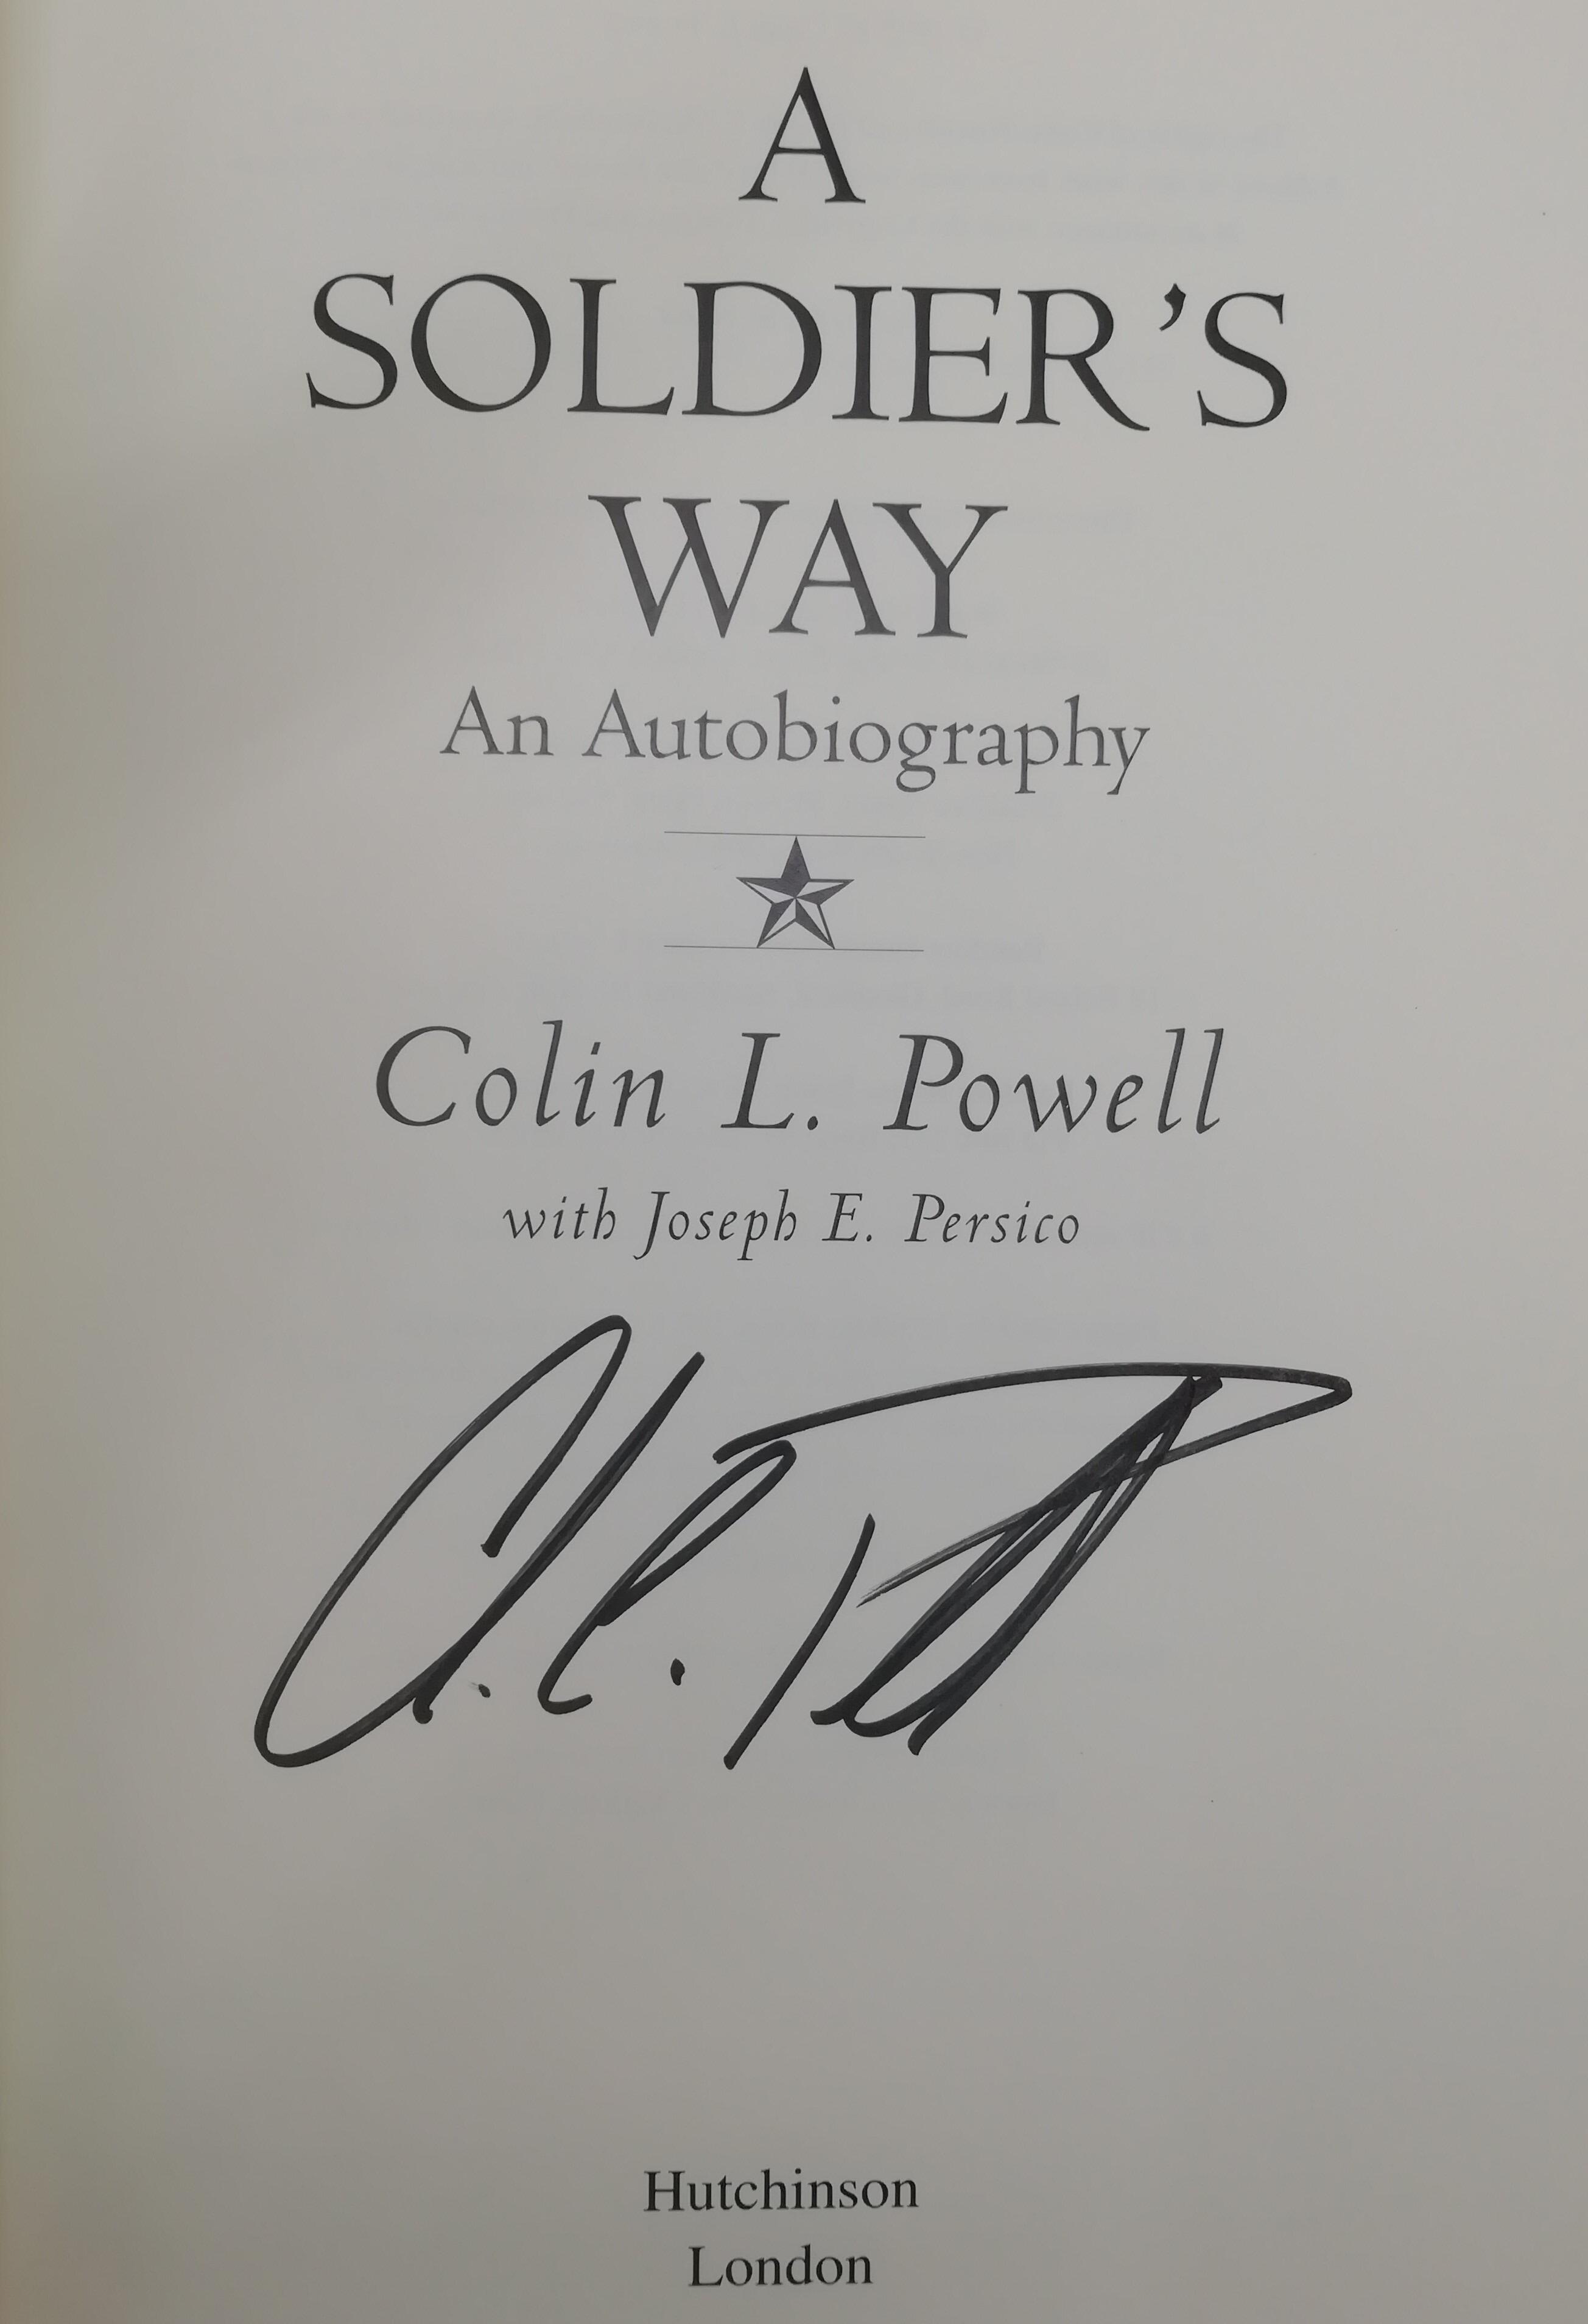 A
SOLDIER'S
WAY
An Autobiography
Colin L. Powell
with Joseph E. Persico
Hutchinson
London